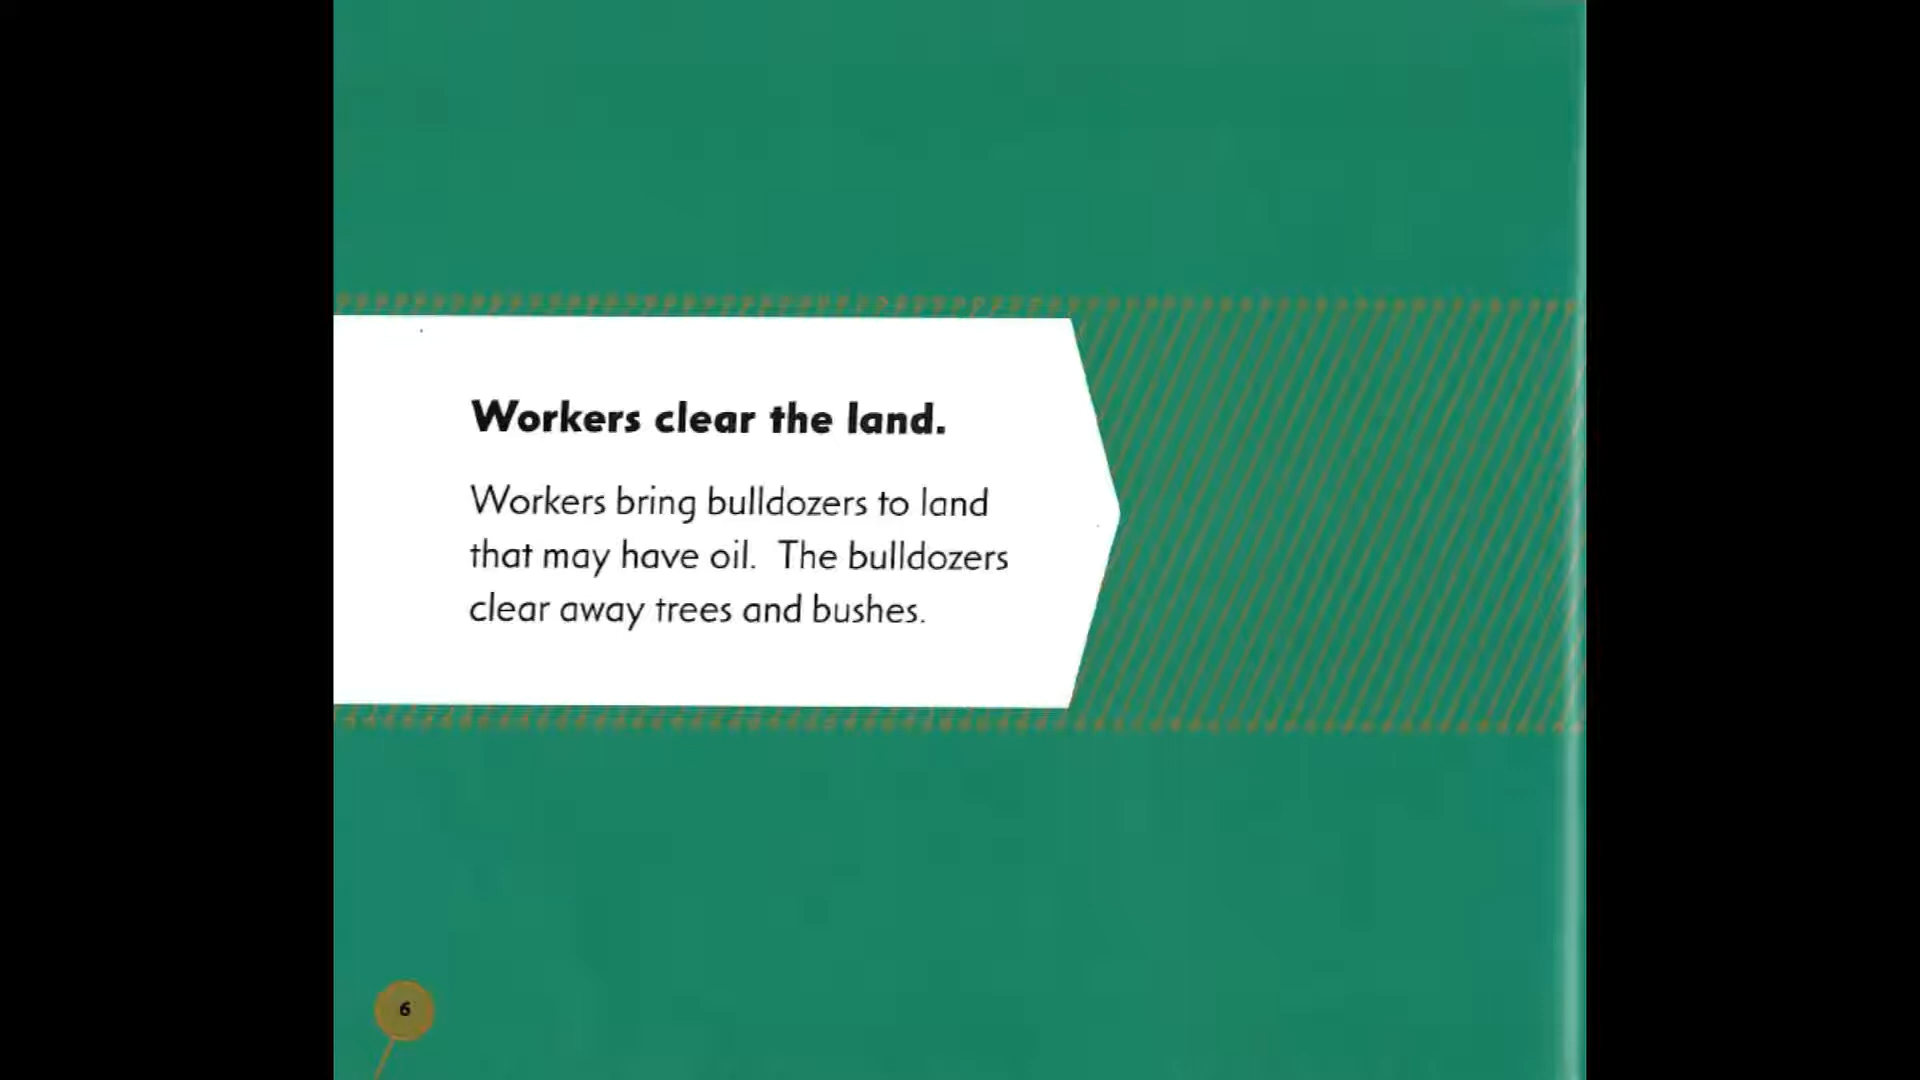 Workers clear the land.
Workers bring bulldozers to land
that may have oil. The bulldozers
clear away trees and bushes.
6